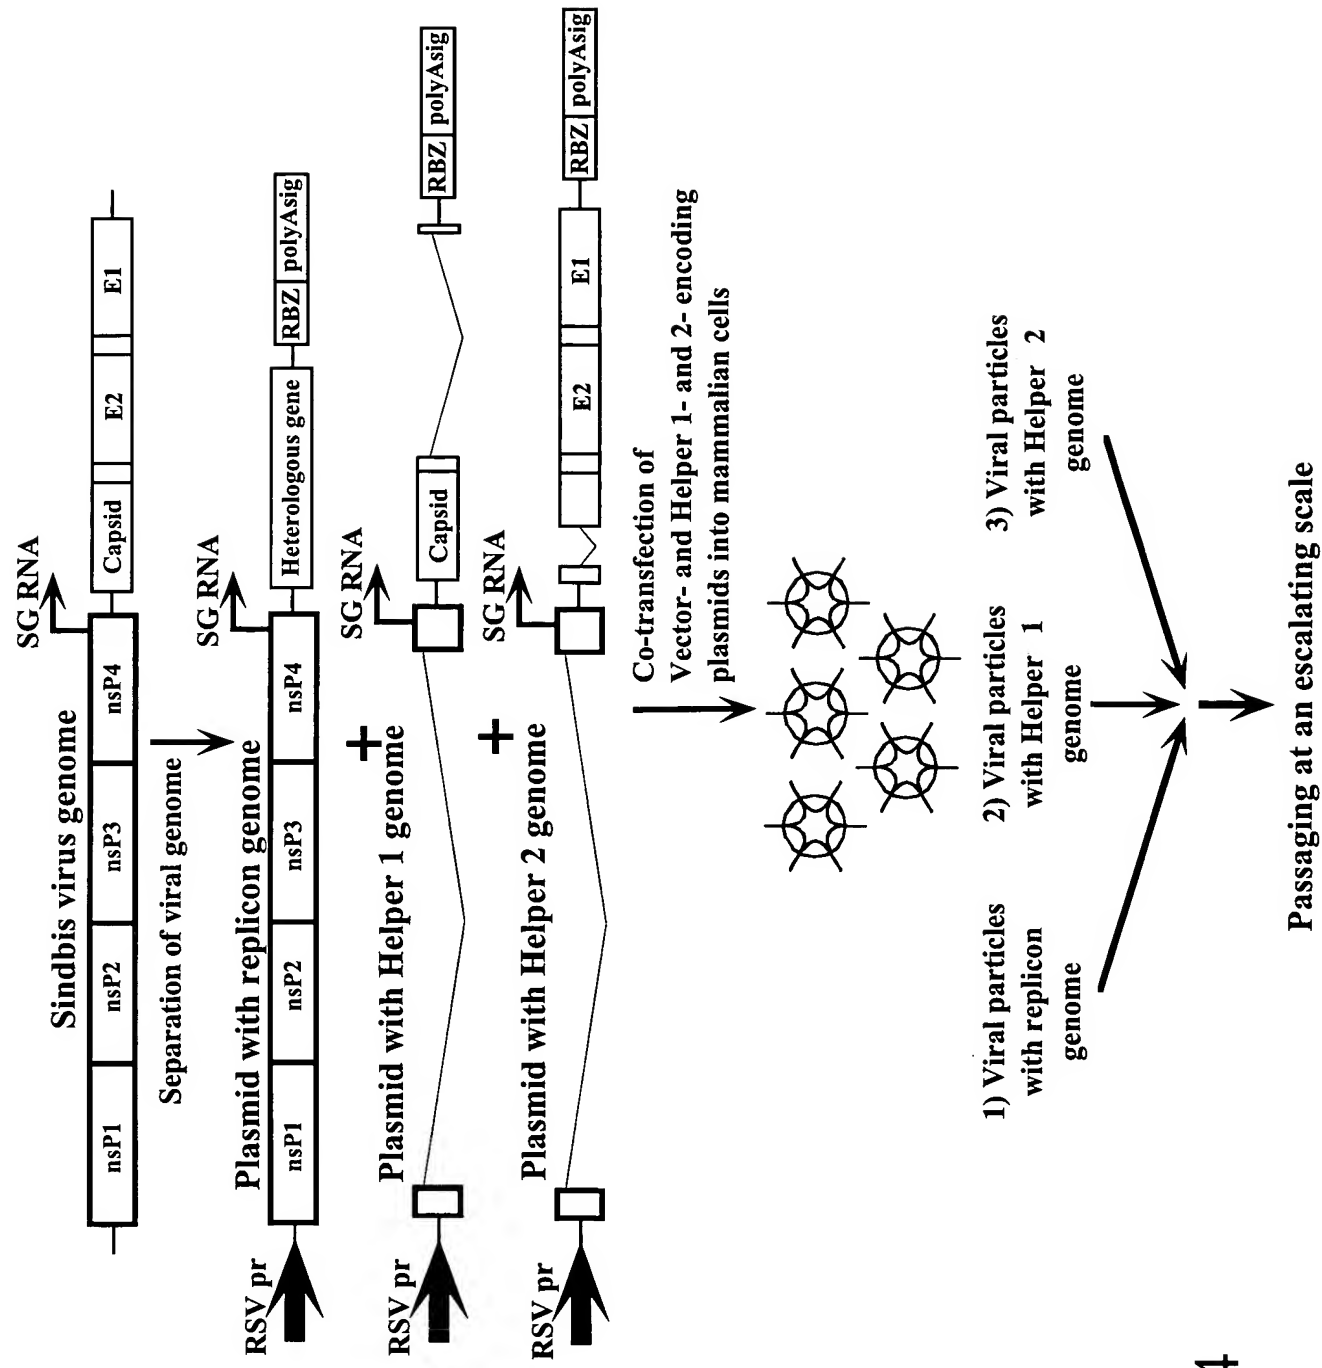 Sindbis virus genome
SG RNA
nsP1 nsP2 nsP3 nsP4 Capsid E2 E1
Separation of viral genome
Plasmid with replicon genome
SG RNA
RSV pr
nsP1 nsP2 nsP3 nsP4 Heterologous gene RBZ polyAsig
+
Plasmid with Helper 1 genome
SG RNA
RSV pr
Capsid RBZ polyAsig
+
Plasmid with Helper 2 genome
SG RNA
RSV pr
E2 E1 RBZ polyAsig
Co-transfection of
Vector- and Helper 1- and 2- encoding
plasmids into mammalian cells
1) Viral particles
with replicon
genome
2) Viral particles
with Helper 1
genome
3) Viral particles
with Helper 2
genome
Passaging at an escalating scale